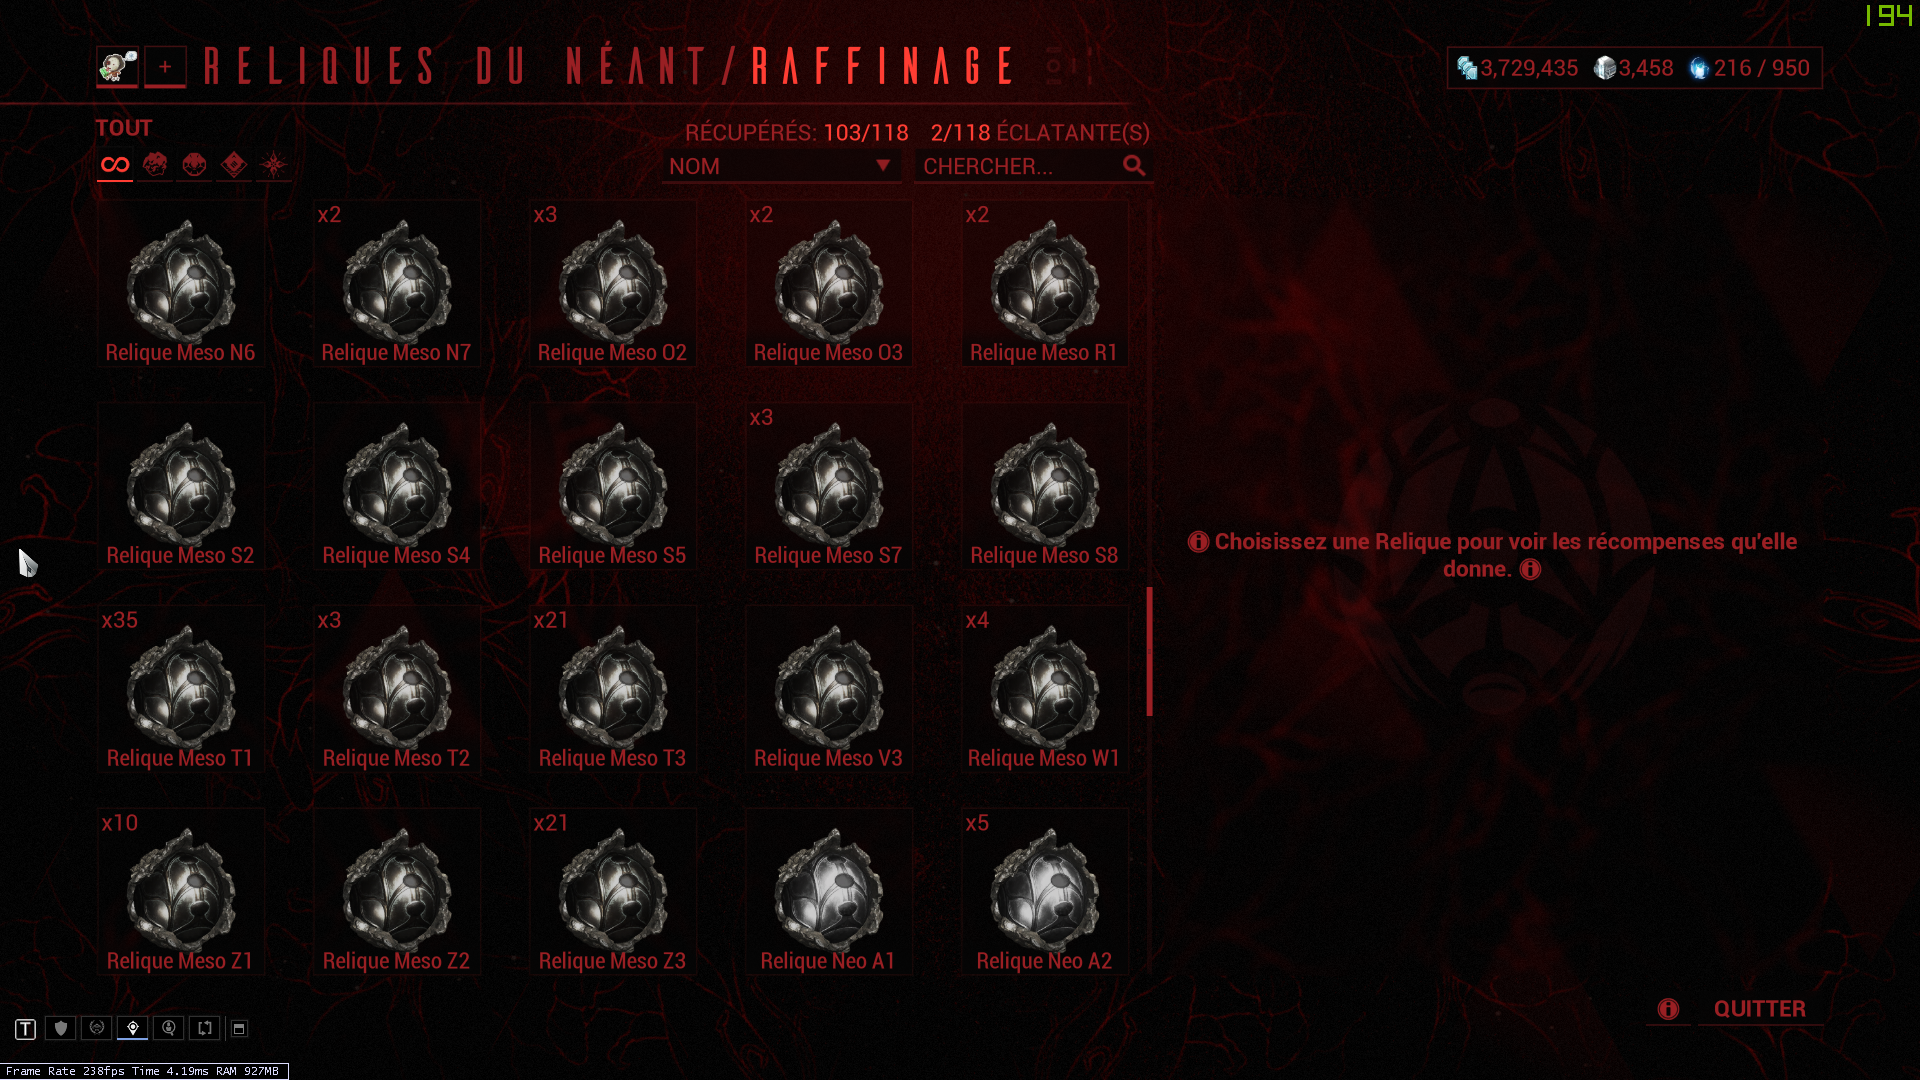 194
RELIQUES DU NÉANT/RAFFINAGE
3,729,435 3,458 216 / 950
TOUT
RÉCUPÉRÉS: 103/118 2/118 ÉCLATANTE(S)
NOM
CHERCHER...
x2 x3 x2 x2
Relique Meso N6 Relique Meso N7 Relique Meso O2 Relique Meso O3 Relique Meso R1
x3
Relique Meso S2 Relique Meso S4 Relique Meso S5 Relique Meso S7 Relique Meso S8
x35 x3 x21 x4
Relique Meso T1 Relique Meso T2 Relique Meso T3 Relique Meso V3 Relique Meso W1
x10 x21 x5
Relique Meso Z1 Relique Meso Z2 Relique Meso Z3 Relique Neo A1 Relique Neo A2
Choisissez une Relique pour voir les récompenses qu'elle
donne.
QUITTER
T
Frame Rate 238fps Time 4.19ms RAM 927MB